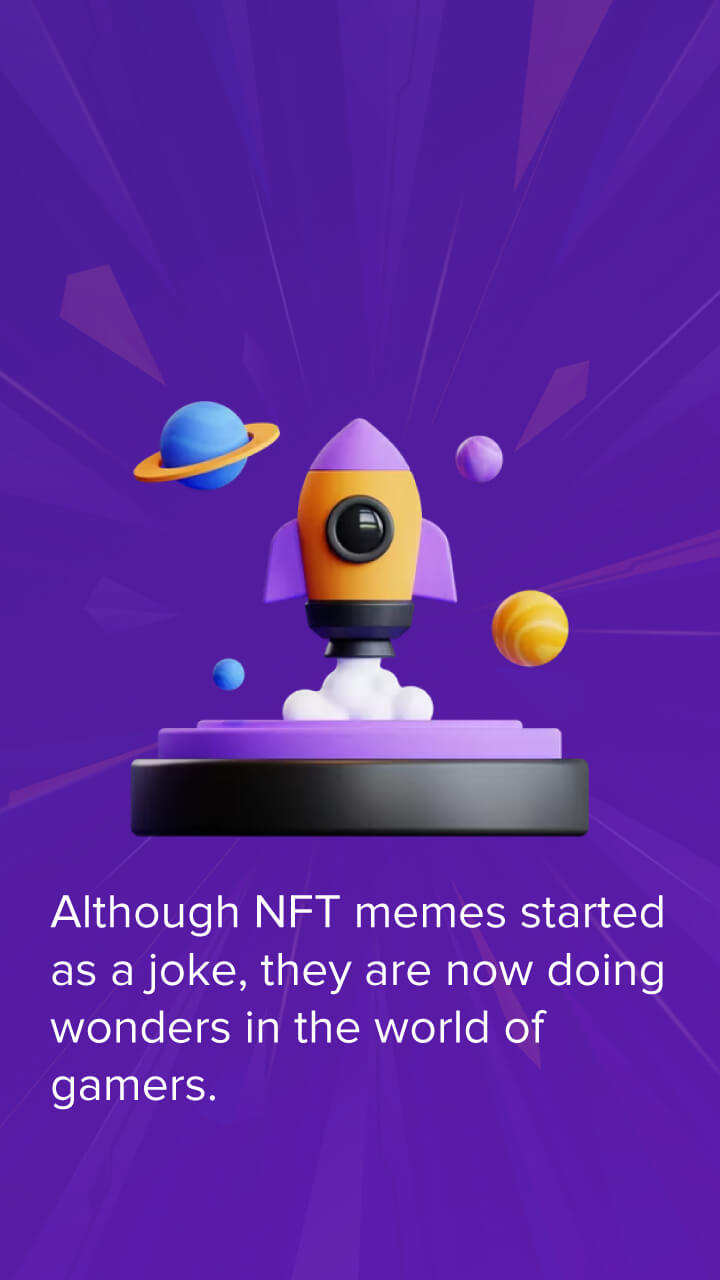 Although NFT memes started
as a joke, they are now doing
wonders in the world of
gamers.